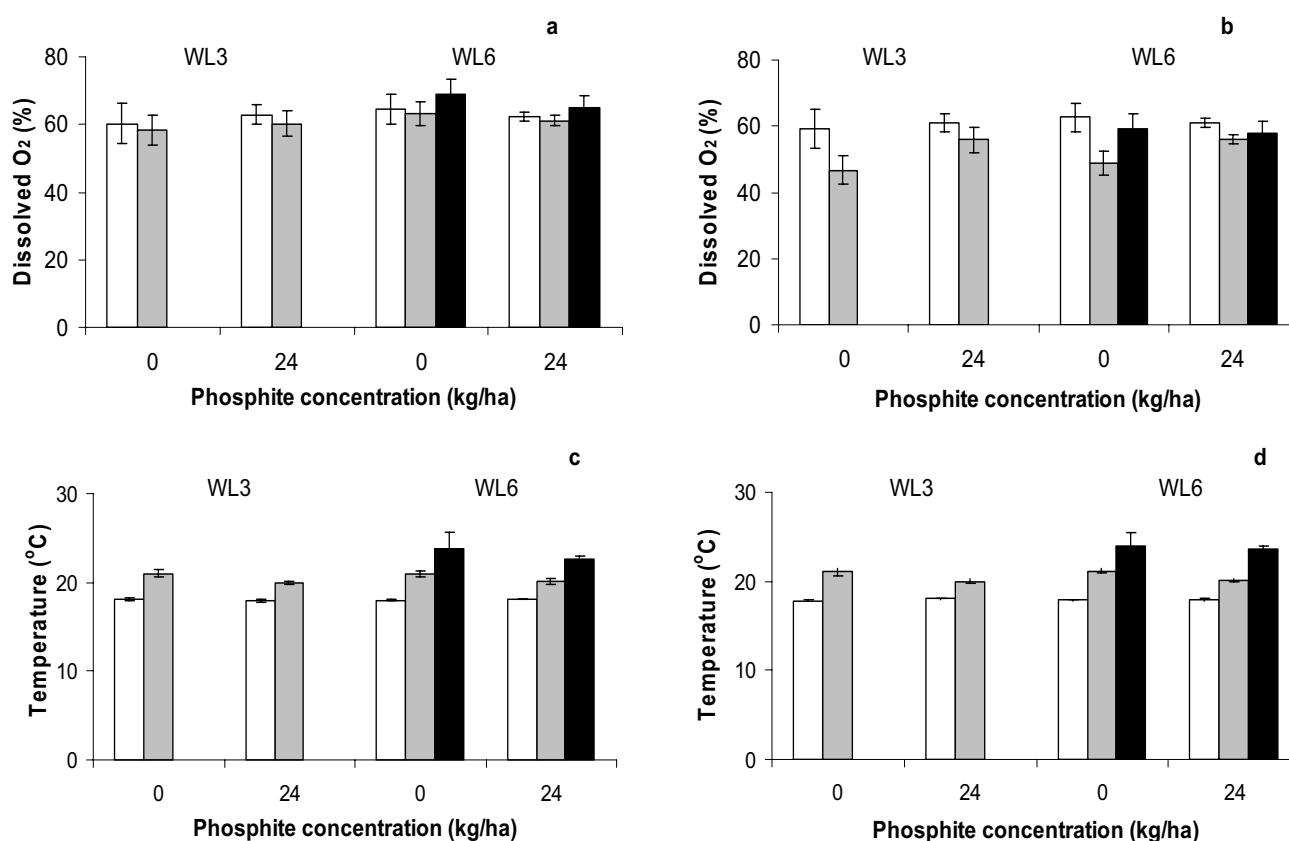 a
WL3 WL6
80
60
40
20
0
Dissolved O2 (%)
0 24 0 24
Phosphite concentration (kg/ha)
b
WL3 WL6
80
60
40
20
0
Dissolved O2 (%)
0 24 0 24
Phosphite concentration (kg/ha)
c
WL3 WL6
30
20
10
0
Temperature (°C)
0 24 0 24
Phosphite concentration (kg/ha)
d
WL3 WL6
30
20
10
0
Temperature (°C)
0 24 0 24
Phosphite concentration (kg/ha)